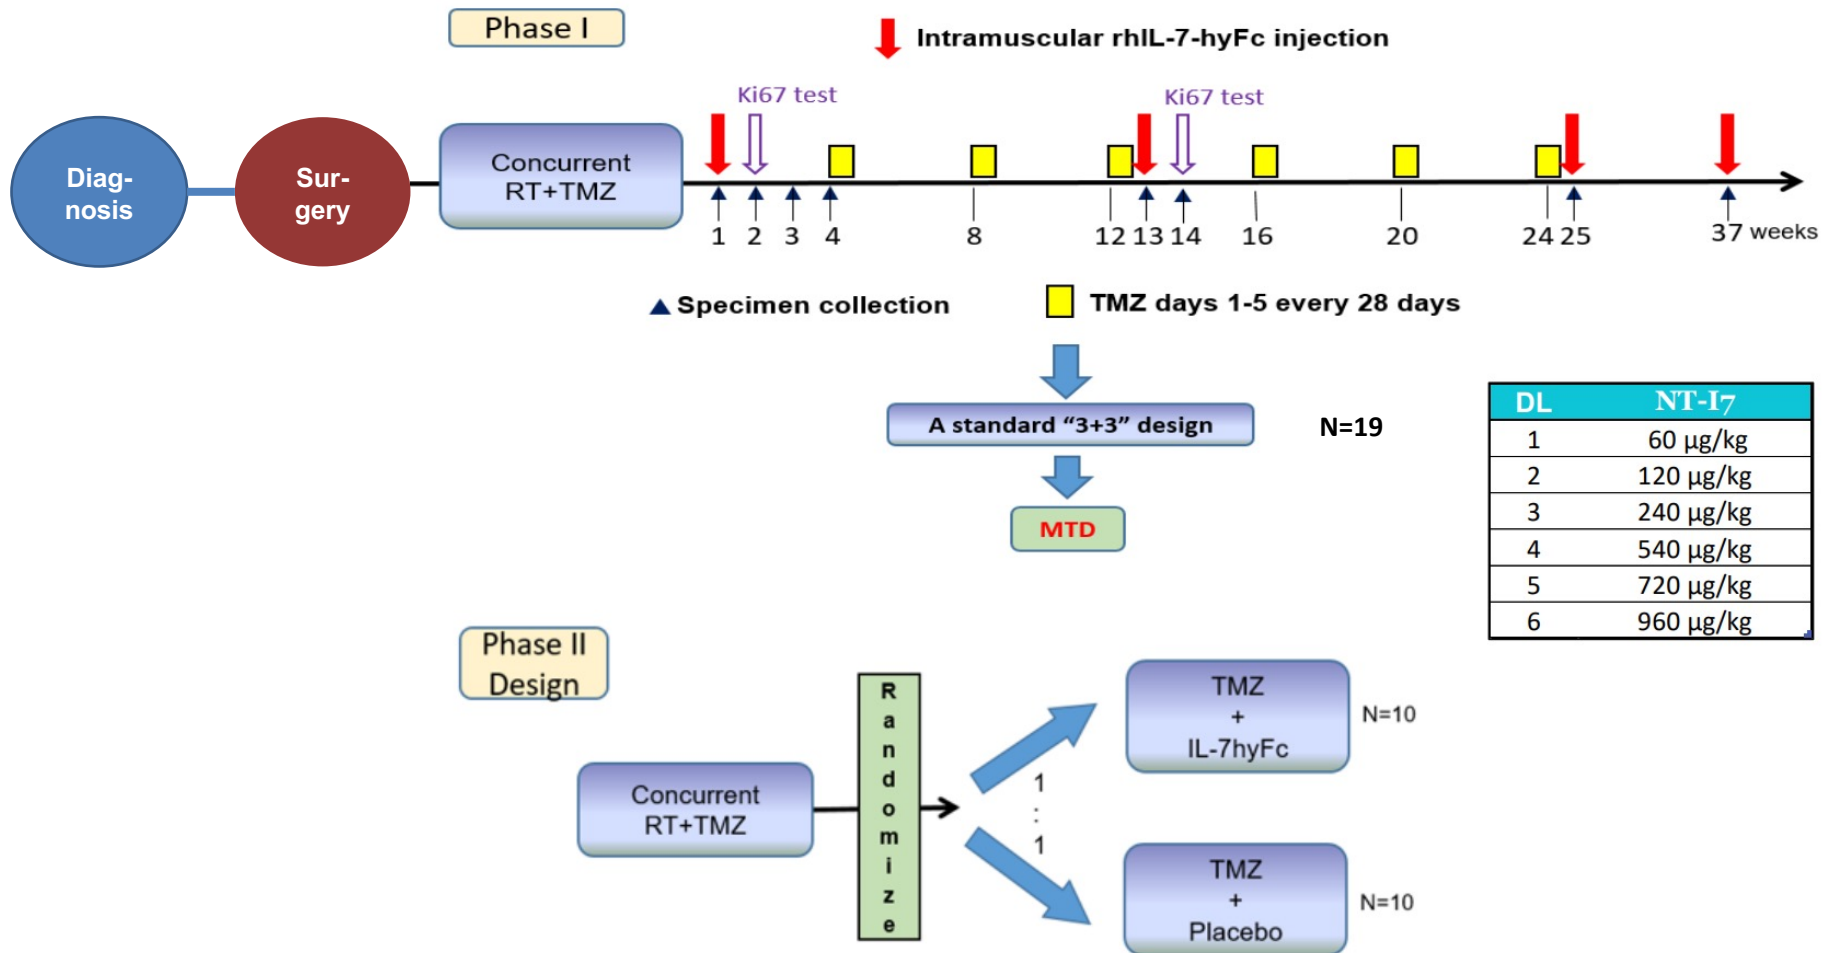 Phase I
Intramuscular rhIL-7-hyFc injection
Ki67 test
Ki67 test
Diag-
nosis
Sur-
gery
Concurrent
RT+TMZ
1 2 3 4 8 12 13 14 16 20 24 25 37 weeks
Specimen collection
TMZ days 1-5 every 28 days
A standard “3+3” design
N=19
MTD
DL NT-I7
1 60 µg/kg
2 120 µg/kg
3 240 µg/kg
4 540 µg/kg
5 720 µg/kg
6 960 µg/kg
Phase II
Design
Concurrent
RT+TMZ
R
a
n
d
o
m
i
z
e
1
:
1
TMZ
+
IL-7hyFc
N=10
TMZ
+
Placebo
N=10